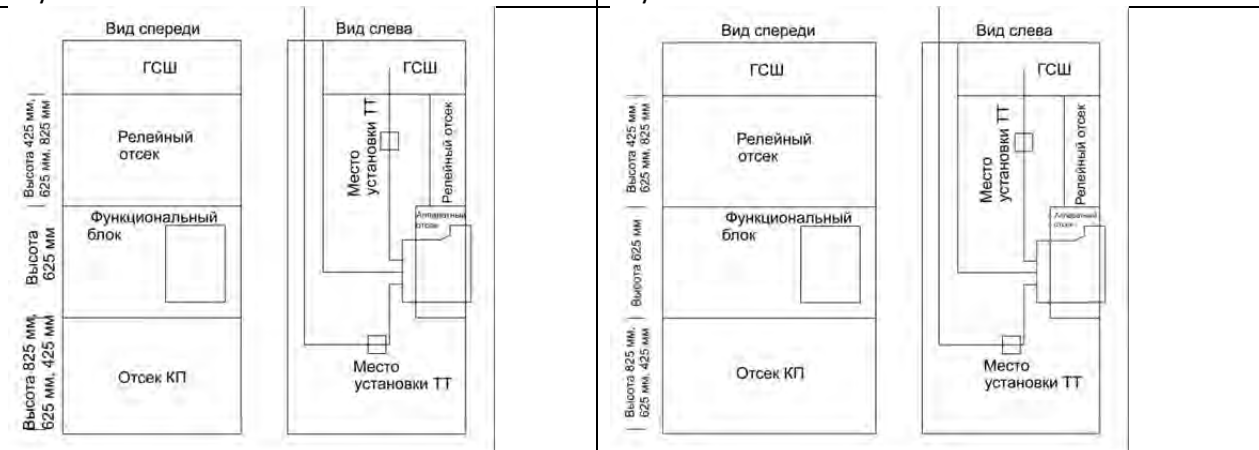 Вид спереди
Вид слева
ГСШ
ГСШ
Высота 425 мм,
625 мм, 825 мм
Релейный
отсек
Место
установки ТТ
Релейный отсек
Высота
625 мм
Функциональный
блок
Аппаратный
отсек
Высота 825 мм,
625 мм, 425 мм
Отсек КП
Место
установки ТТ
Вид спереди
Вид слева
ГСШ
ГСШ
Высота 425 мм,
625 мм, 825 мм
Релейный
отсек
Место
установки ТТ
Релейный отсек
Высота 625 мм
Функциональный
блок
Аппаратный
отсек
Высота 825 мм,
625 мм, 425 мм
Отсек КП
Место
установки ТТ